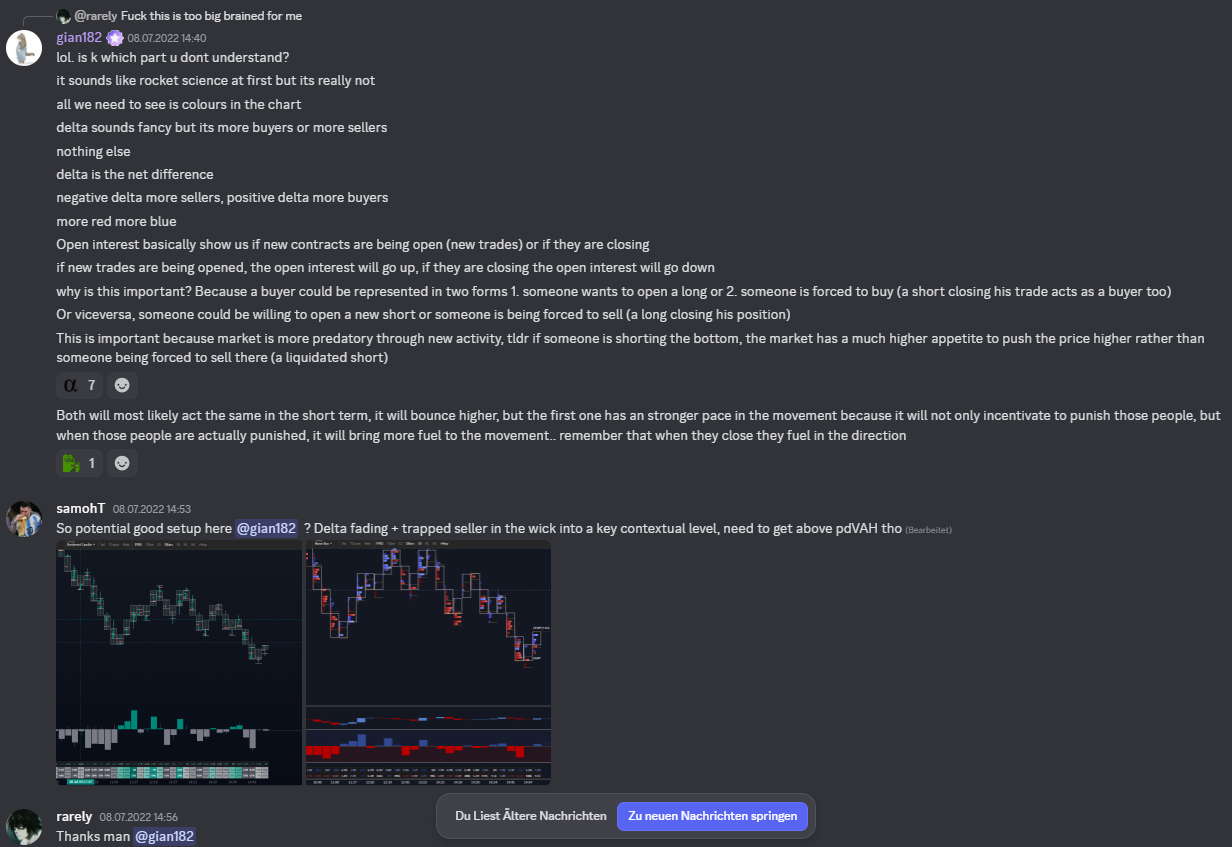 @rarely Fuck this is too big brained for me
gian182 08.07.2022 14:40
lol. is k which part u dont understand?
it sounds like rocket science at first but its really not
all we need to see is colours in the chart
delta sounds fancy but its more buyers or more sellers
nothing else
delta is the net difference
negative delta more sellers, positive delta more buyers
more red more blue
Open interest basically show us if new contracts are being open (new trades) or if they are closing
if new trades are being opened, the open interest will go up, if they are closing the open interest will go down
why is this important? Because a buyer could be represented in two forms 1. someone wants to open a long or 2. someone is forced to buy (a short closing his trade acts as a buyer too)
Or viceversa, someone could be willing to open a new short or someone is being forced to sell (a long closing his position)
This is important because market is more predatory through new activity, tldr if someone is shorting the bottom, the market has a much higher appetite to push the price higher rather than
someone being forced to sell there (a liquidated short)
α 7
Both will most likely act the same in the short term, it will bounce higher, but the first one has an stronger pace in the movement because it will not only incentivate to punish those people, but
when those people are actually punished, it will bring more fuel to the movement.. remember that when they close they fuel in the direction
1
samohT 08.07.2022 14:53
So potential good setup here @gian182 ? Delta fading + trapped seller in the wick into a key contextual level, need to get above pdVAH tho (Bearbeitet)
rarely 08.07.2022 14:56
Thanks man @gian182
Du Liest Ältere Nachrichten
Zu neuen Nachrichten springen